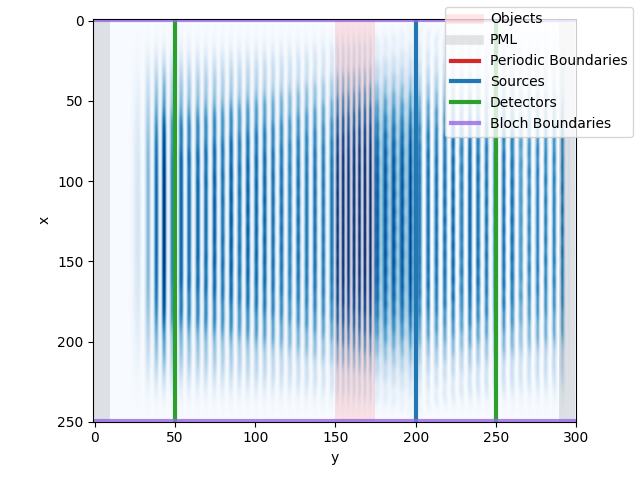 Objects
PML
Periodic Boundaries
Sources
Detectors
Bloch Boundaries
0
50
100
150
200
250
x
0
50
100
150
200
250
300
y